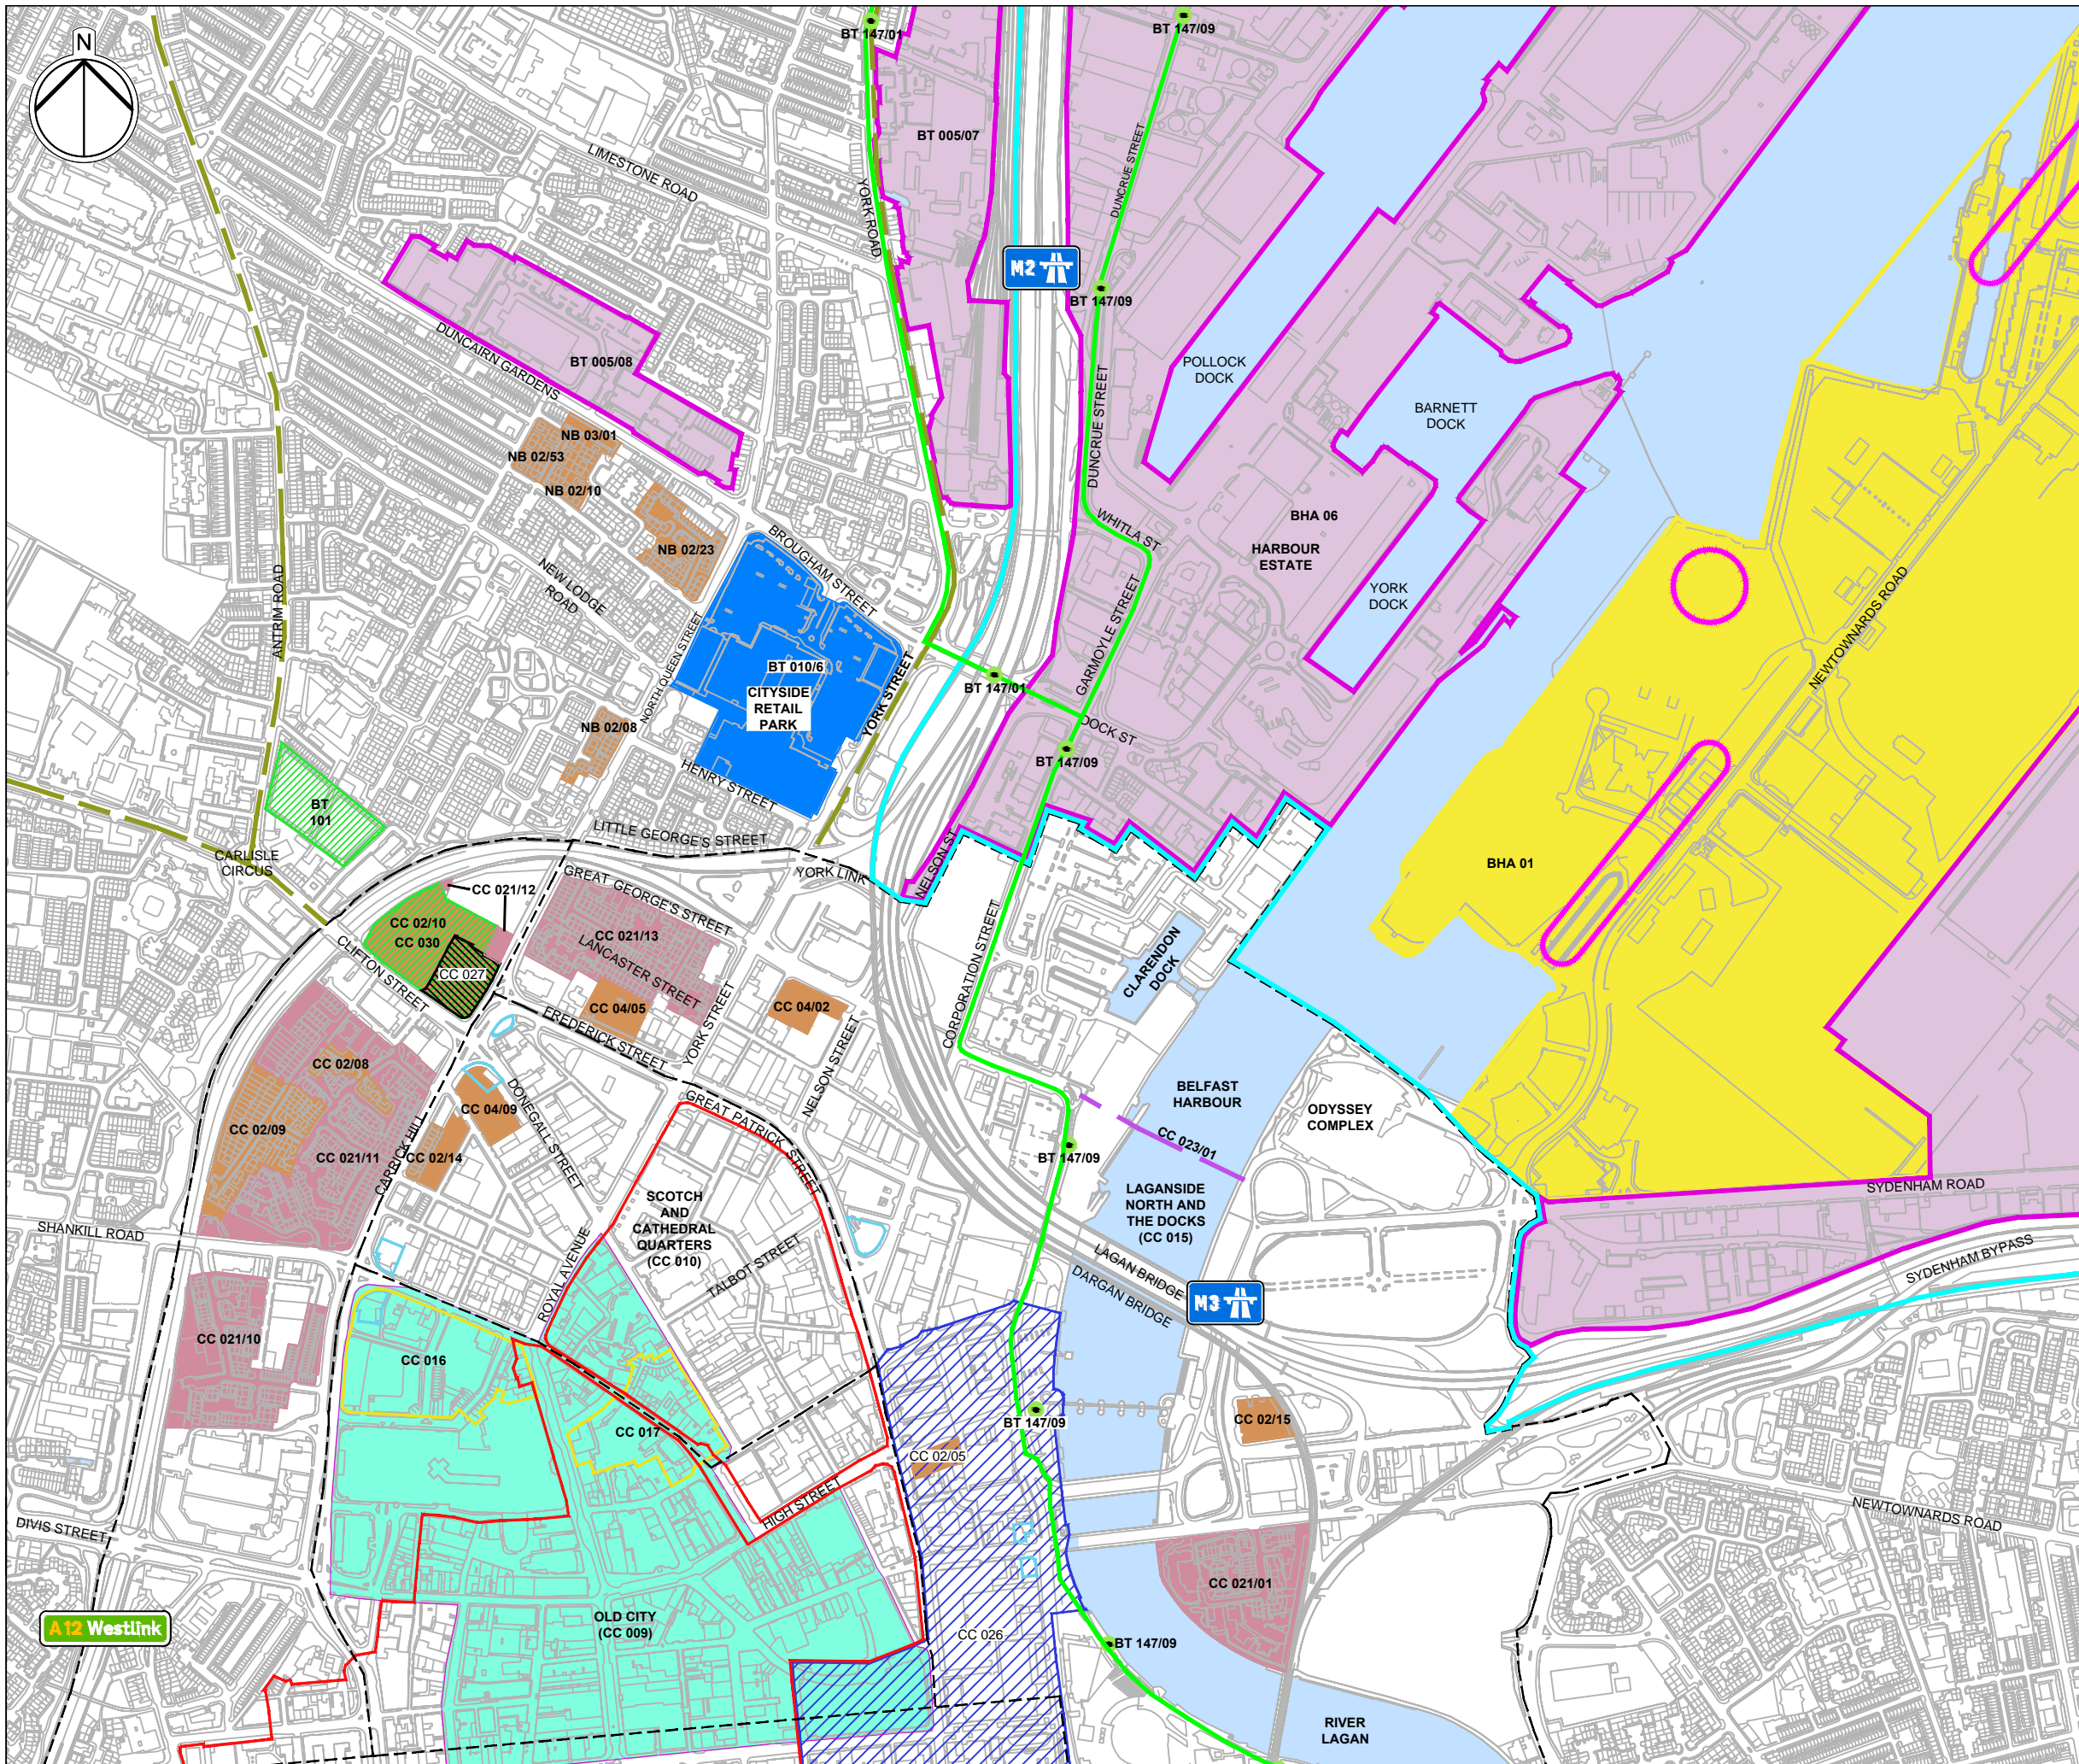 N
BT 147/01
BT 147/09
BT 005/07
LIMESTONE ROAD
DUNCRUE STREET
YORK ROAD
M2
BT 147/09
DUNCAIRN GARDENS
BT 005/08
POLLOCK
DOCK
BARNETT
DOCK
DUNCRUE STREET
NB 03/01
NB 02/53
NB 02/10
BHA 06
WHITLA ST
HARBOUR
ESTATE
NB 02/23
BROUGHAM STREET
NEW LODGE
ROAD
ANTRIM ROAD
YORK
DOCK
NEWTOWNARDS ROAD
GARMOYLE STREET
NORTH QUEEN STREET
BT 010/6
CITYSIDE
RETAIL
PARK
YORK STREET
BT 147/01
NB 02/08
DOCK ST
BT 147/09
HENRY STREET
BT
101
LITTLE GEORGE'S STREET
CARLISLE
CIRCUS
YORK LINK
NELSON ST
BHA 01
GREAT GEORGE'S STREET
CC 021/12
CC 02/10
CC 030
CC 021/13
LANCASTER STREET
CLIFTON STREET
CC 027
CORPORATION STREET
CLARENDON
DOCK
CC 04/05
CC 04/02
FREDERICK STREET
YORK STREET
NELSON STREET
CC 02/08
BELFAST
HARBOUR
ODYSSEY
COMPLEX
CC 04/09
DONEGALL STREET
GREAT PATRICK STREET
CC 02/09
CC 021/11
CARRICK HILL
CC 02/14
BT 147/09
CC 023/01
SYDENHAM ROAD
SCOTCH
AND
CATHEDRAL
QUARTERS
(CC 010)
LAGANSIDE
NORTH AND
THE DOCKS
(CC 015)
SHANKILL ROAD
ROYAL AVENUE
TALBOT STREET
LAGAN BRIDGE
DARGAN BRIDGE
SYDENHAM BYPASS
M3
CC 021/10
CC 016
CC 017
BT 147/09
CC 02/15
CC 02/05
HIGH STREET
DIVIS STREET
NEWTOWNARDS ROAD
CC 021/01
A12 Westlink
OLD CITY
(CC 009)
CC 026
BT 147/09
RIVER
LAGAN